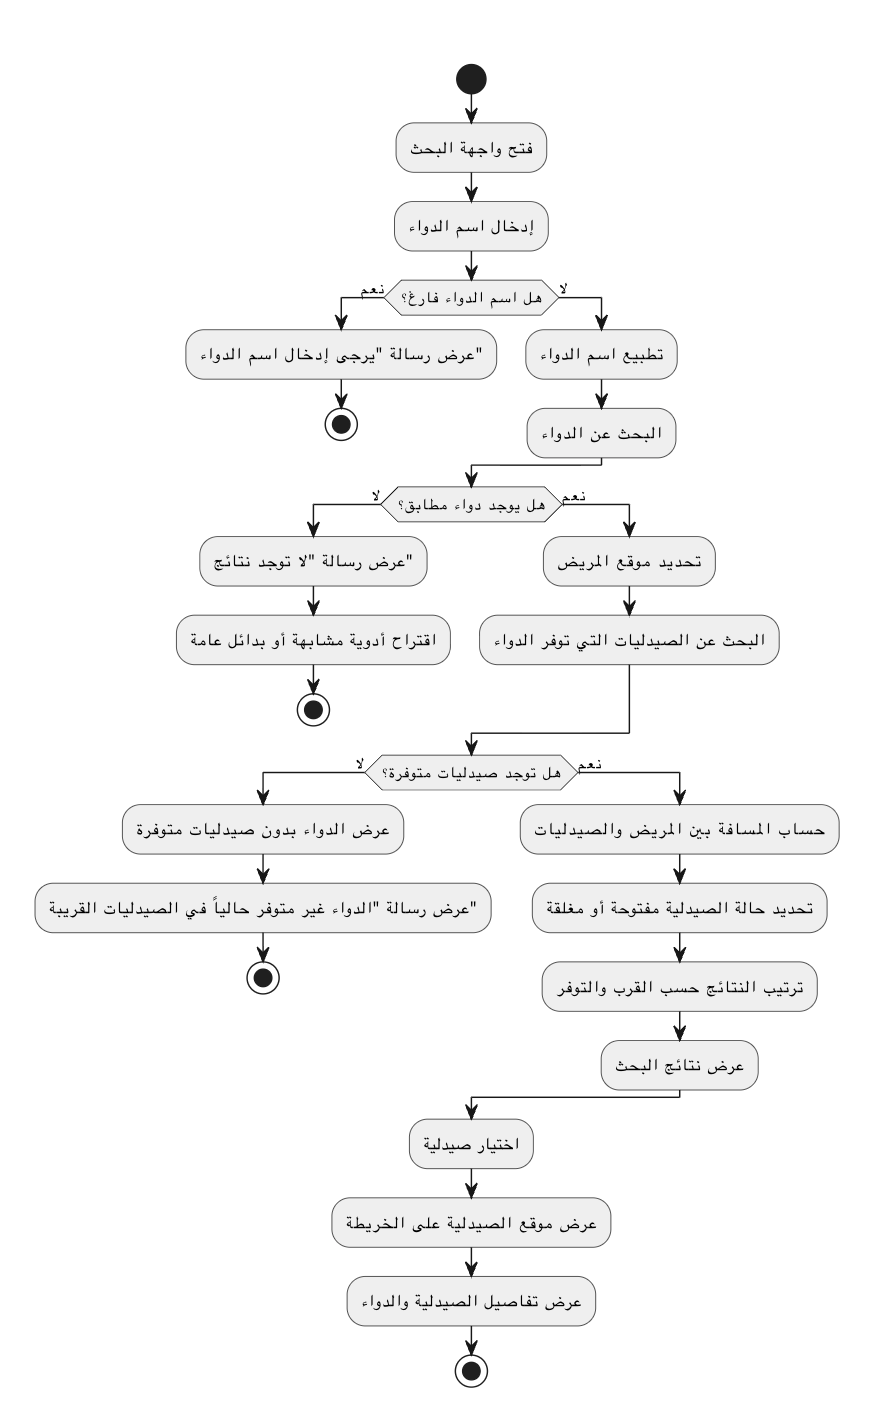 فتح واجهة البحث
إدخال اسم الدواء
هل اسم الدواء فارغ؟
نعم
لا
عرض رسالة "يرجى إدخال اسم الدواء"
تطبيع اسم الدواء
البحث عن الدواء
هل يوجد دواء مطابق؟
لا
نعم
عرض رسالة "لا توجد نتائج"
تحديد موقع المريض
اقتراح أدوية مشابهة أو بدائل عامة
البحث عن الصيدليات التي توفر الدواء
هل توجد صيدليات متوفرة؟
لا
نعم
عرض الدواء بدون صيدليات متوفرة
حساب المسافة بين المريض والصيدليات
عرض رسالة "الدواء غير متوفر حالياً في الصيدليات القريبة"
تحديد حالة الصيدلية مفتوحة أو مغلقة
ترتيب النتائج حسب القرب والتوفر
عرض نتائج البحث
اختيار صيدلية
عرض موقع الصيدلية على الخريطة
عرض تفاصيل الصيدلية والدواء